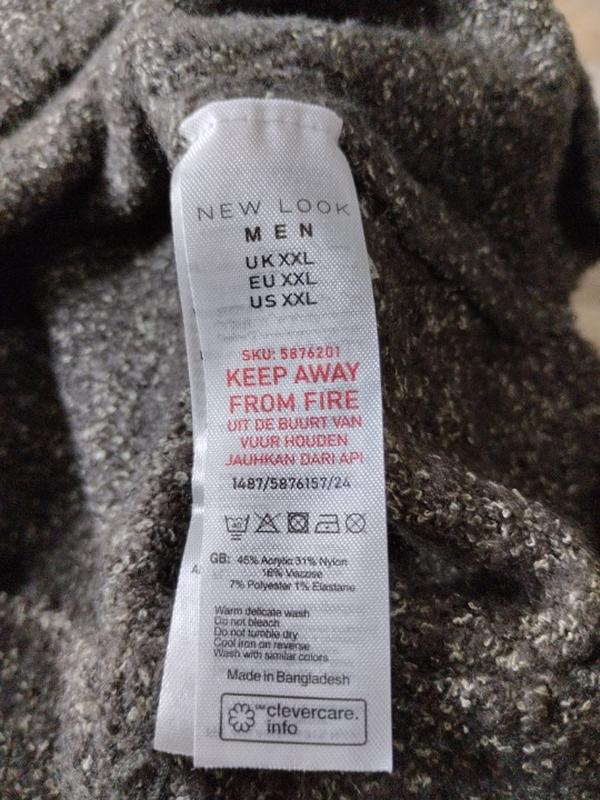 NEW LOOK
MEN
UK XXL
EU XXL
US XXL
SKU: 5876201
KEEP AWAY
FROM FIRE
UIT DE BUURT VAN
VUUR HOUDEN
JAUHKAN DARI API
1487/5876157/24
40
GB: 45% Acrylic 31% Nylon
16% Viscose
7% Polyester 1% Elastane
Warm delicate wash
Do not bleach
Do not tumble dry
Cool iron on reverse
Wash with similar colors
Made in Bangladesh
clevercare.
info